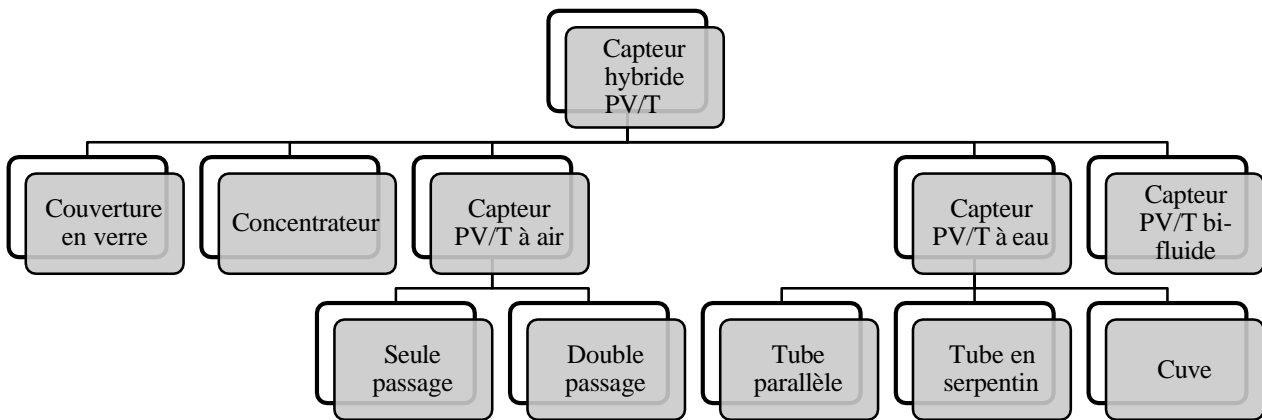 Capteur
hybride
PV/T
Couverture
en verre
Concentrateur
Capteur
PV/T à air
Capteur
PV/T à eau
Capteur
PV/T bi-
fluide
Seule
passage
Double
passage
Tube
parallèle
Tube en
serpentin
Cuve